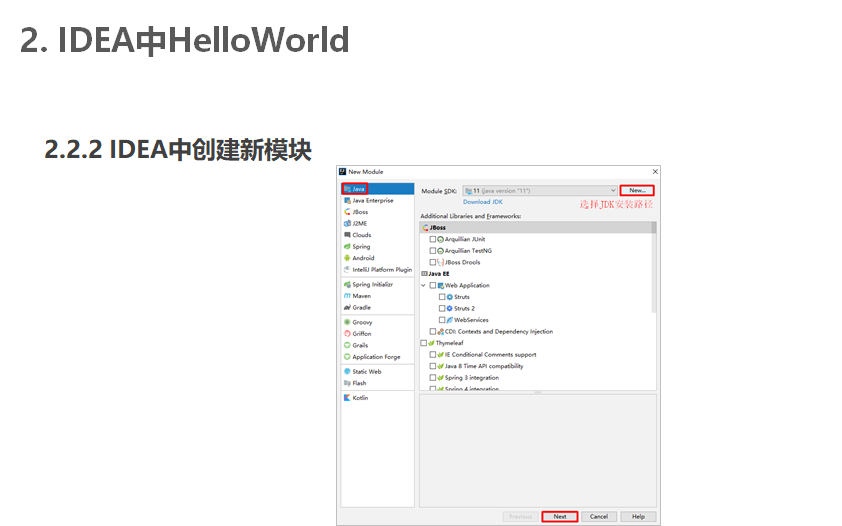 2. IDEA中HelloWorld
2.2.2 IDEA中创建新模块
New Module
Java
Java Enterprise
JBoss
J2ME
Clouds
Spring
Android
IntelliJ Platform Plugin
Spring Initializr
Maven
Gradle
Groovy
Griffon
Grails
Application Forge
Static Web
Flash
Kotlin
Module SDK: 11 (java version "11") New...
Download JDK
选择JDK安装路径
Additional Libraries and Frameworks:
JBoss
Arquillian JUnit
Arquillian TestNG
JBoss Drools
Java EE
Web Application
Struts
Struts 2
WebServices
CDI: Contexts and Dependency Injection
Thymeleaf
IE Conditional Comments support
Java 8 Time API compatibility
Spring 3 integration
Spring 4 integration
Previous Next Cancel Help